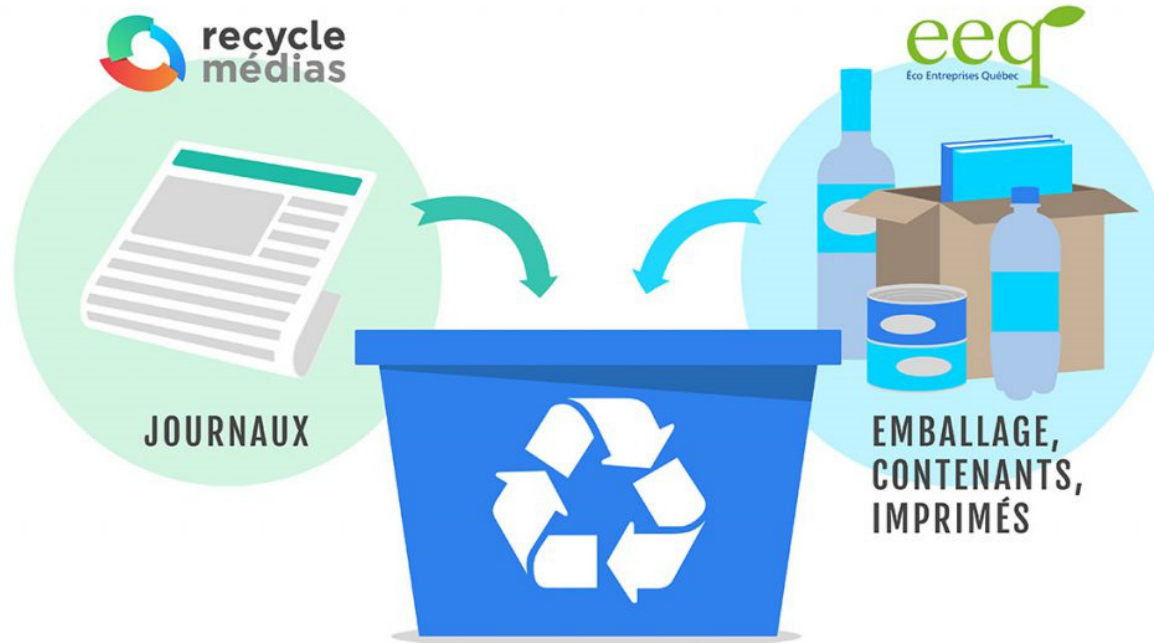 recycle
médias
JOURNAUX
eeq
Éco Entreprises Québec
EMBALLAGE,
CONTENANTS,
IMPRIMÉS